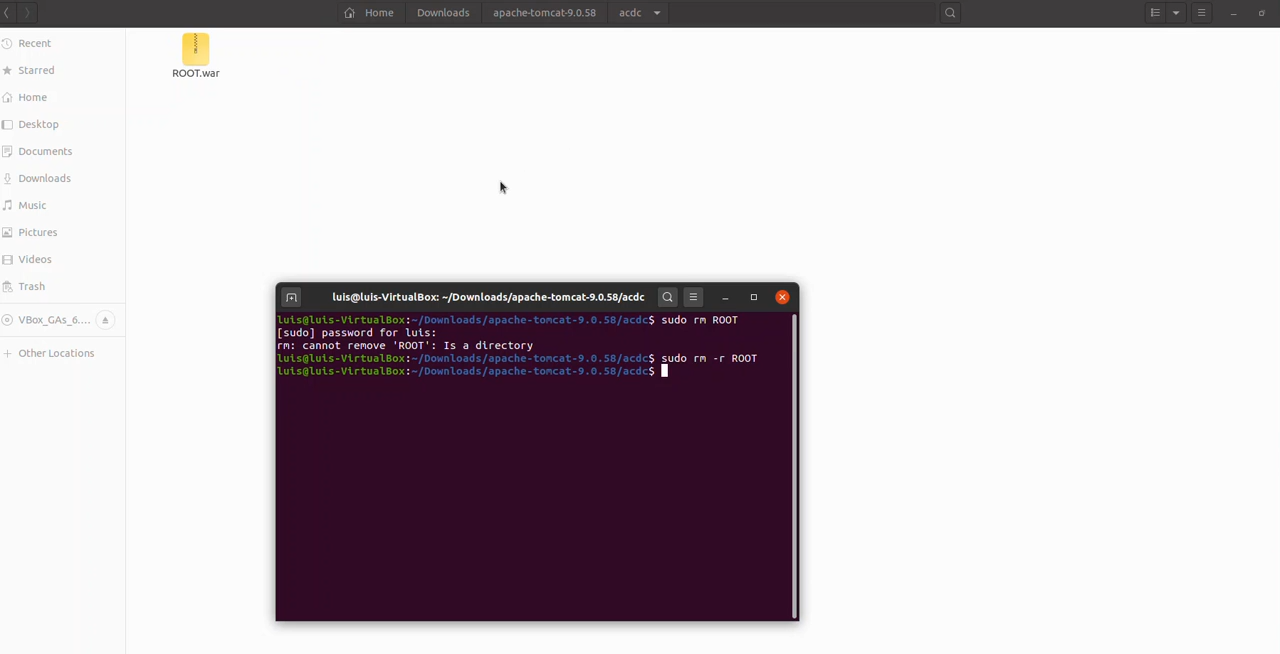 Home Downloads apache-tomcat-9.0.58 acdc
Recent
Starred
Home
Desktop
Documents
Downloads
Music
Pictures
Videos
Trash
VBox_GAs_6....
Other Locations
ROOT.war
luis@luis-VirtualBox: ~/Downloads/apache-tomcat-9.0.58/acdc
luis@luis-VirtualBox:~/Downloads/apache-tomcat-9.0.58/acdc$ sudo rm ROOT
[sudo] password for luis:
rm: cannot remove 'ROOT': Is a directory
luis@luis-VirtualBox:~/Downloads/apache-tomcat-9.0.58/acdc$ sudo rm -r ROOT
luis@luis-VirtualBox:~/Downloads/apache-tomcat-9.0.58/acdc$